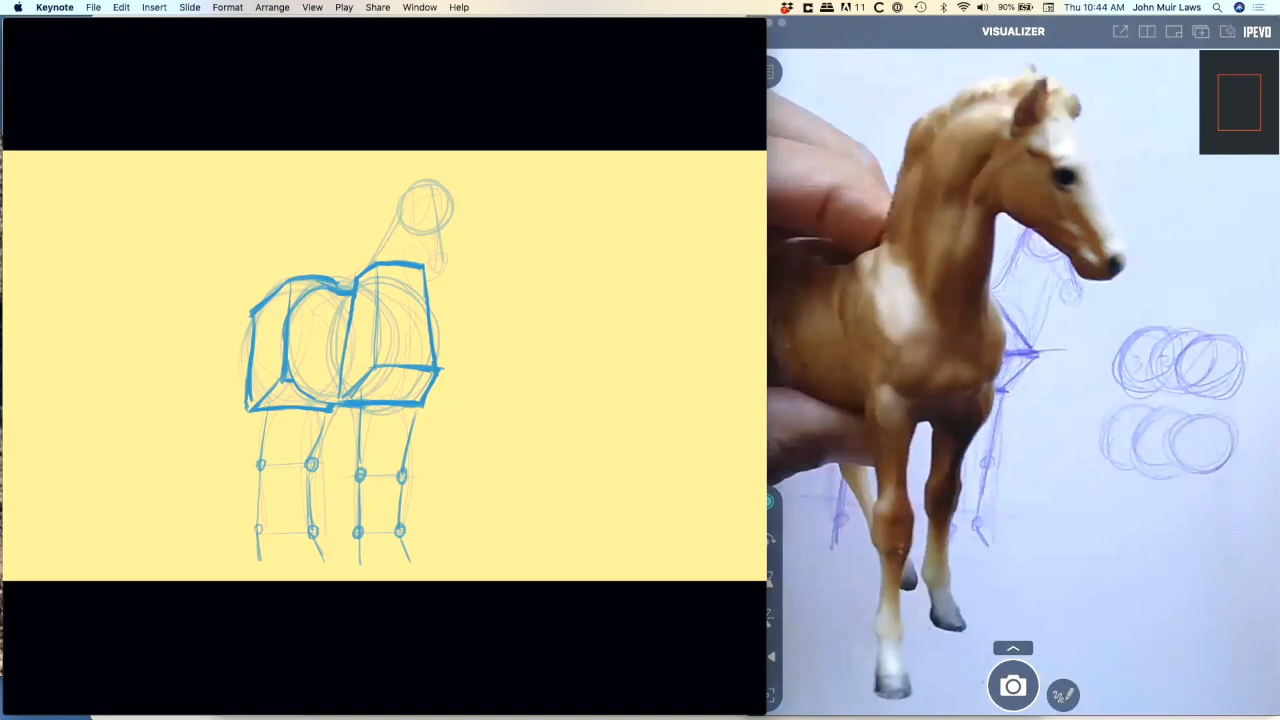 Keynote File Edit Insert Slide Format Arrange View Play Share Window Help 11 90% Thu 10:44 AM John Muir Laws
VISUALIZER IPEVO